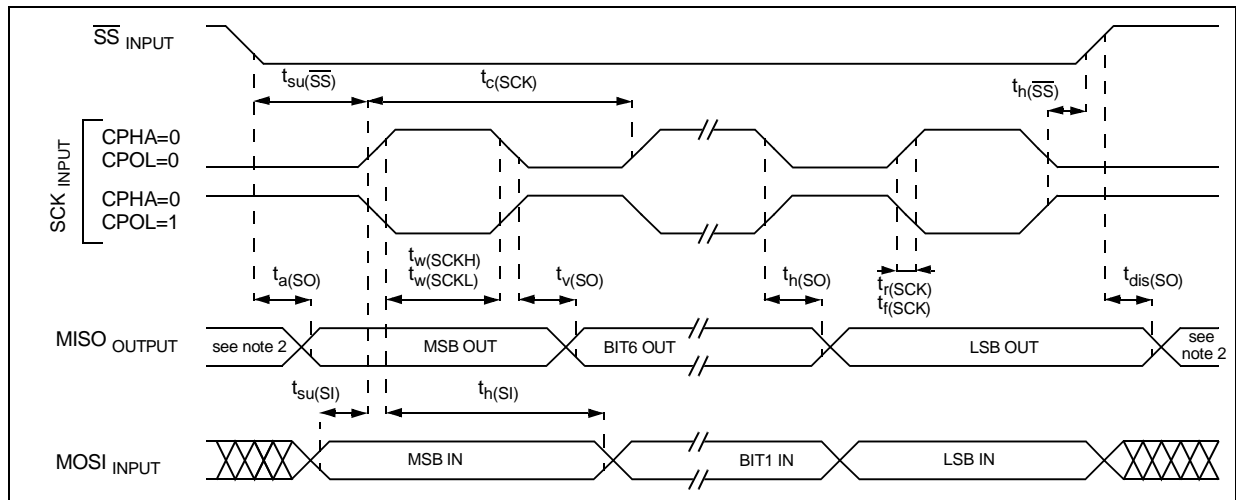 SS INPUT
tsu(SS)
tc(SCK)
th(SS)
SCK INPUT
CPHA=0
CPOL=0
CPHA=0
CPOL=1
ta(SO)
tw(SCKH)
tw(SCKL)
tv(SO)
th(SO)
tr(SCK)
tf(SCK)
tdis(SO)
MISO OUTPUT
see note 2
MSB OUT
BIT6 OUT
LSB OUT
see
note 2
tsu(SI)
th(SI)
MOSI INPUT
MSB IN
BIT1 IN
LSB IN